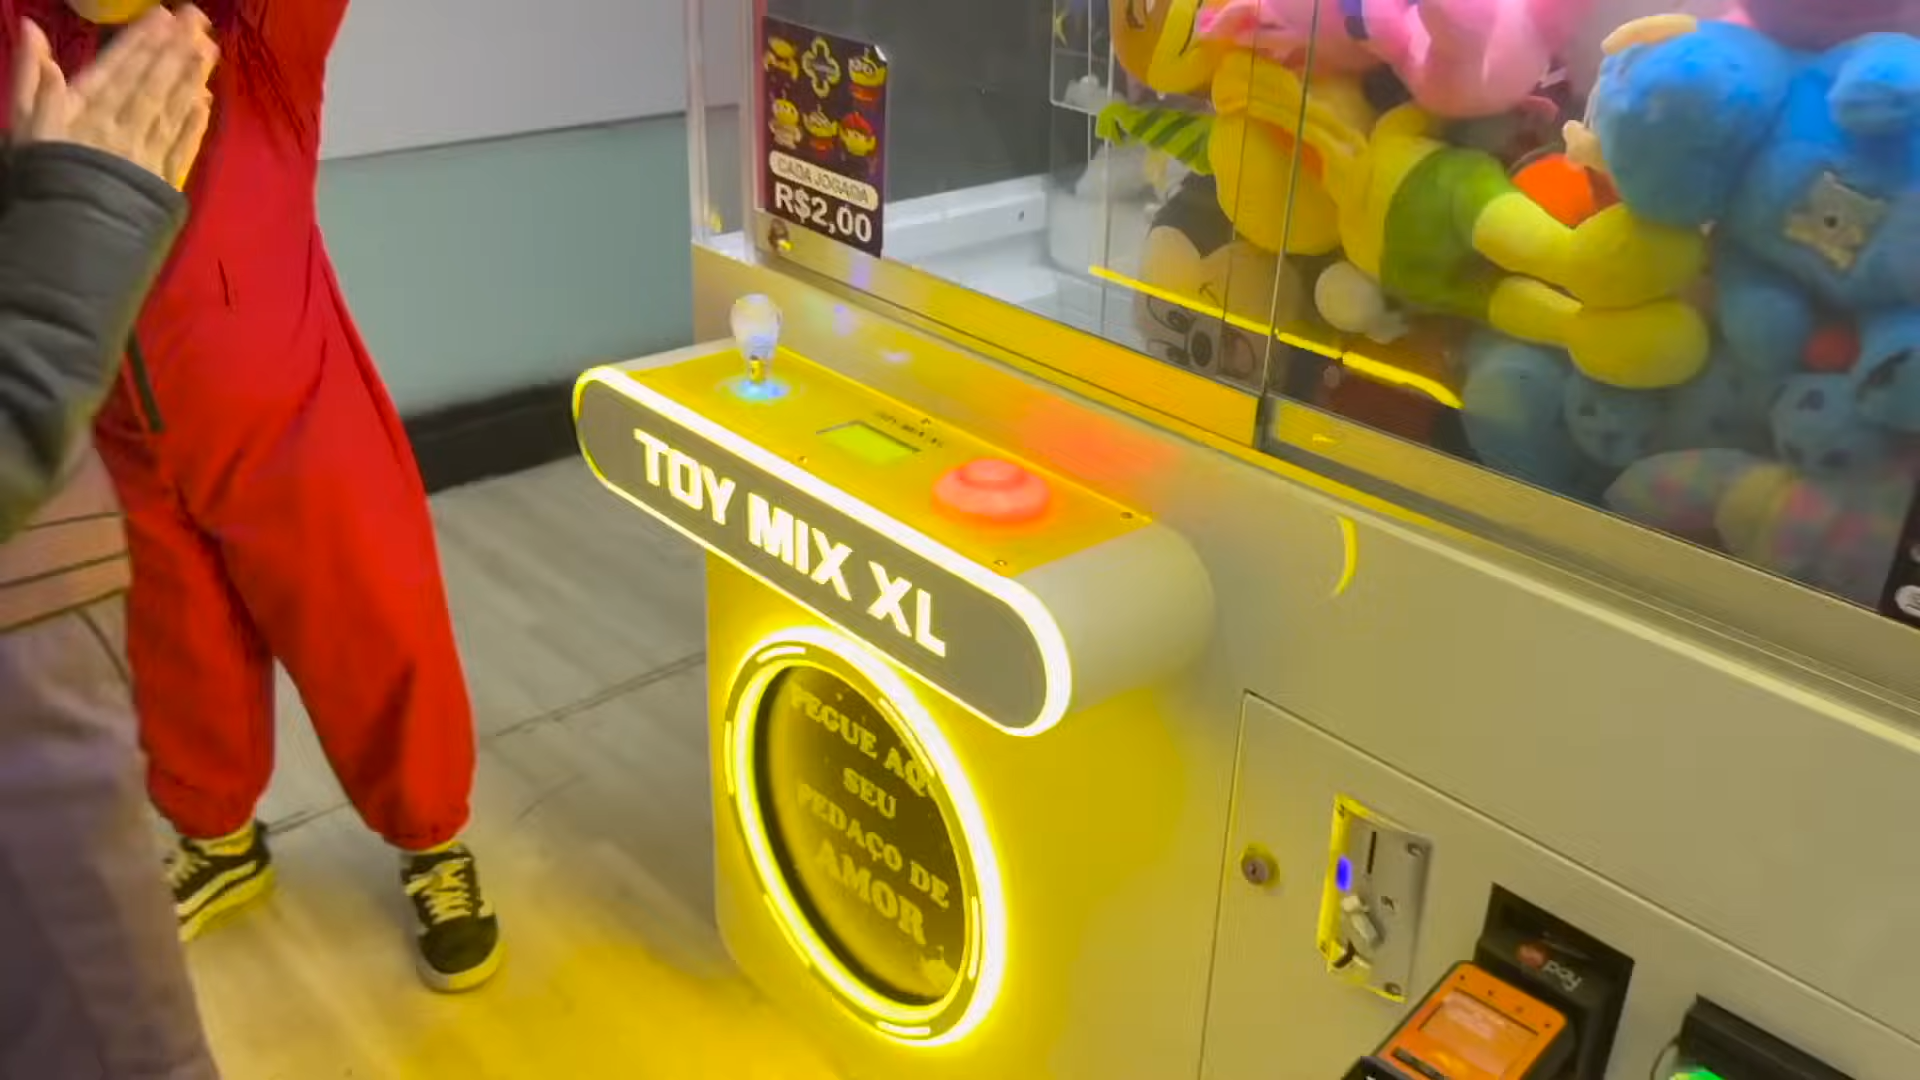 CADA JOGADA
R$2,00
TOY MIX XL
PEGUE AQ
SEU
PEDAÇO DE
AMOR
pay